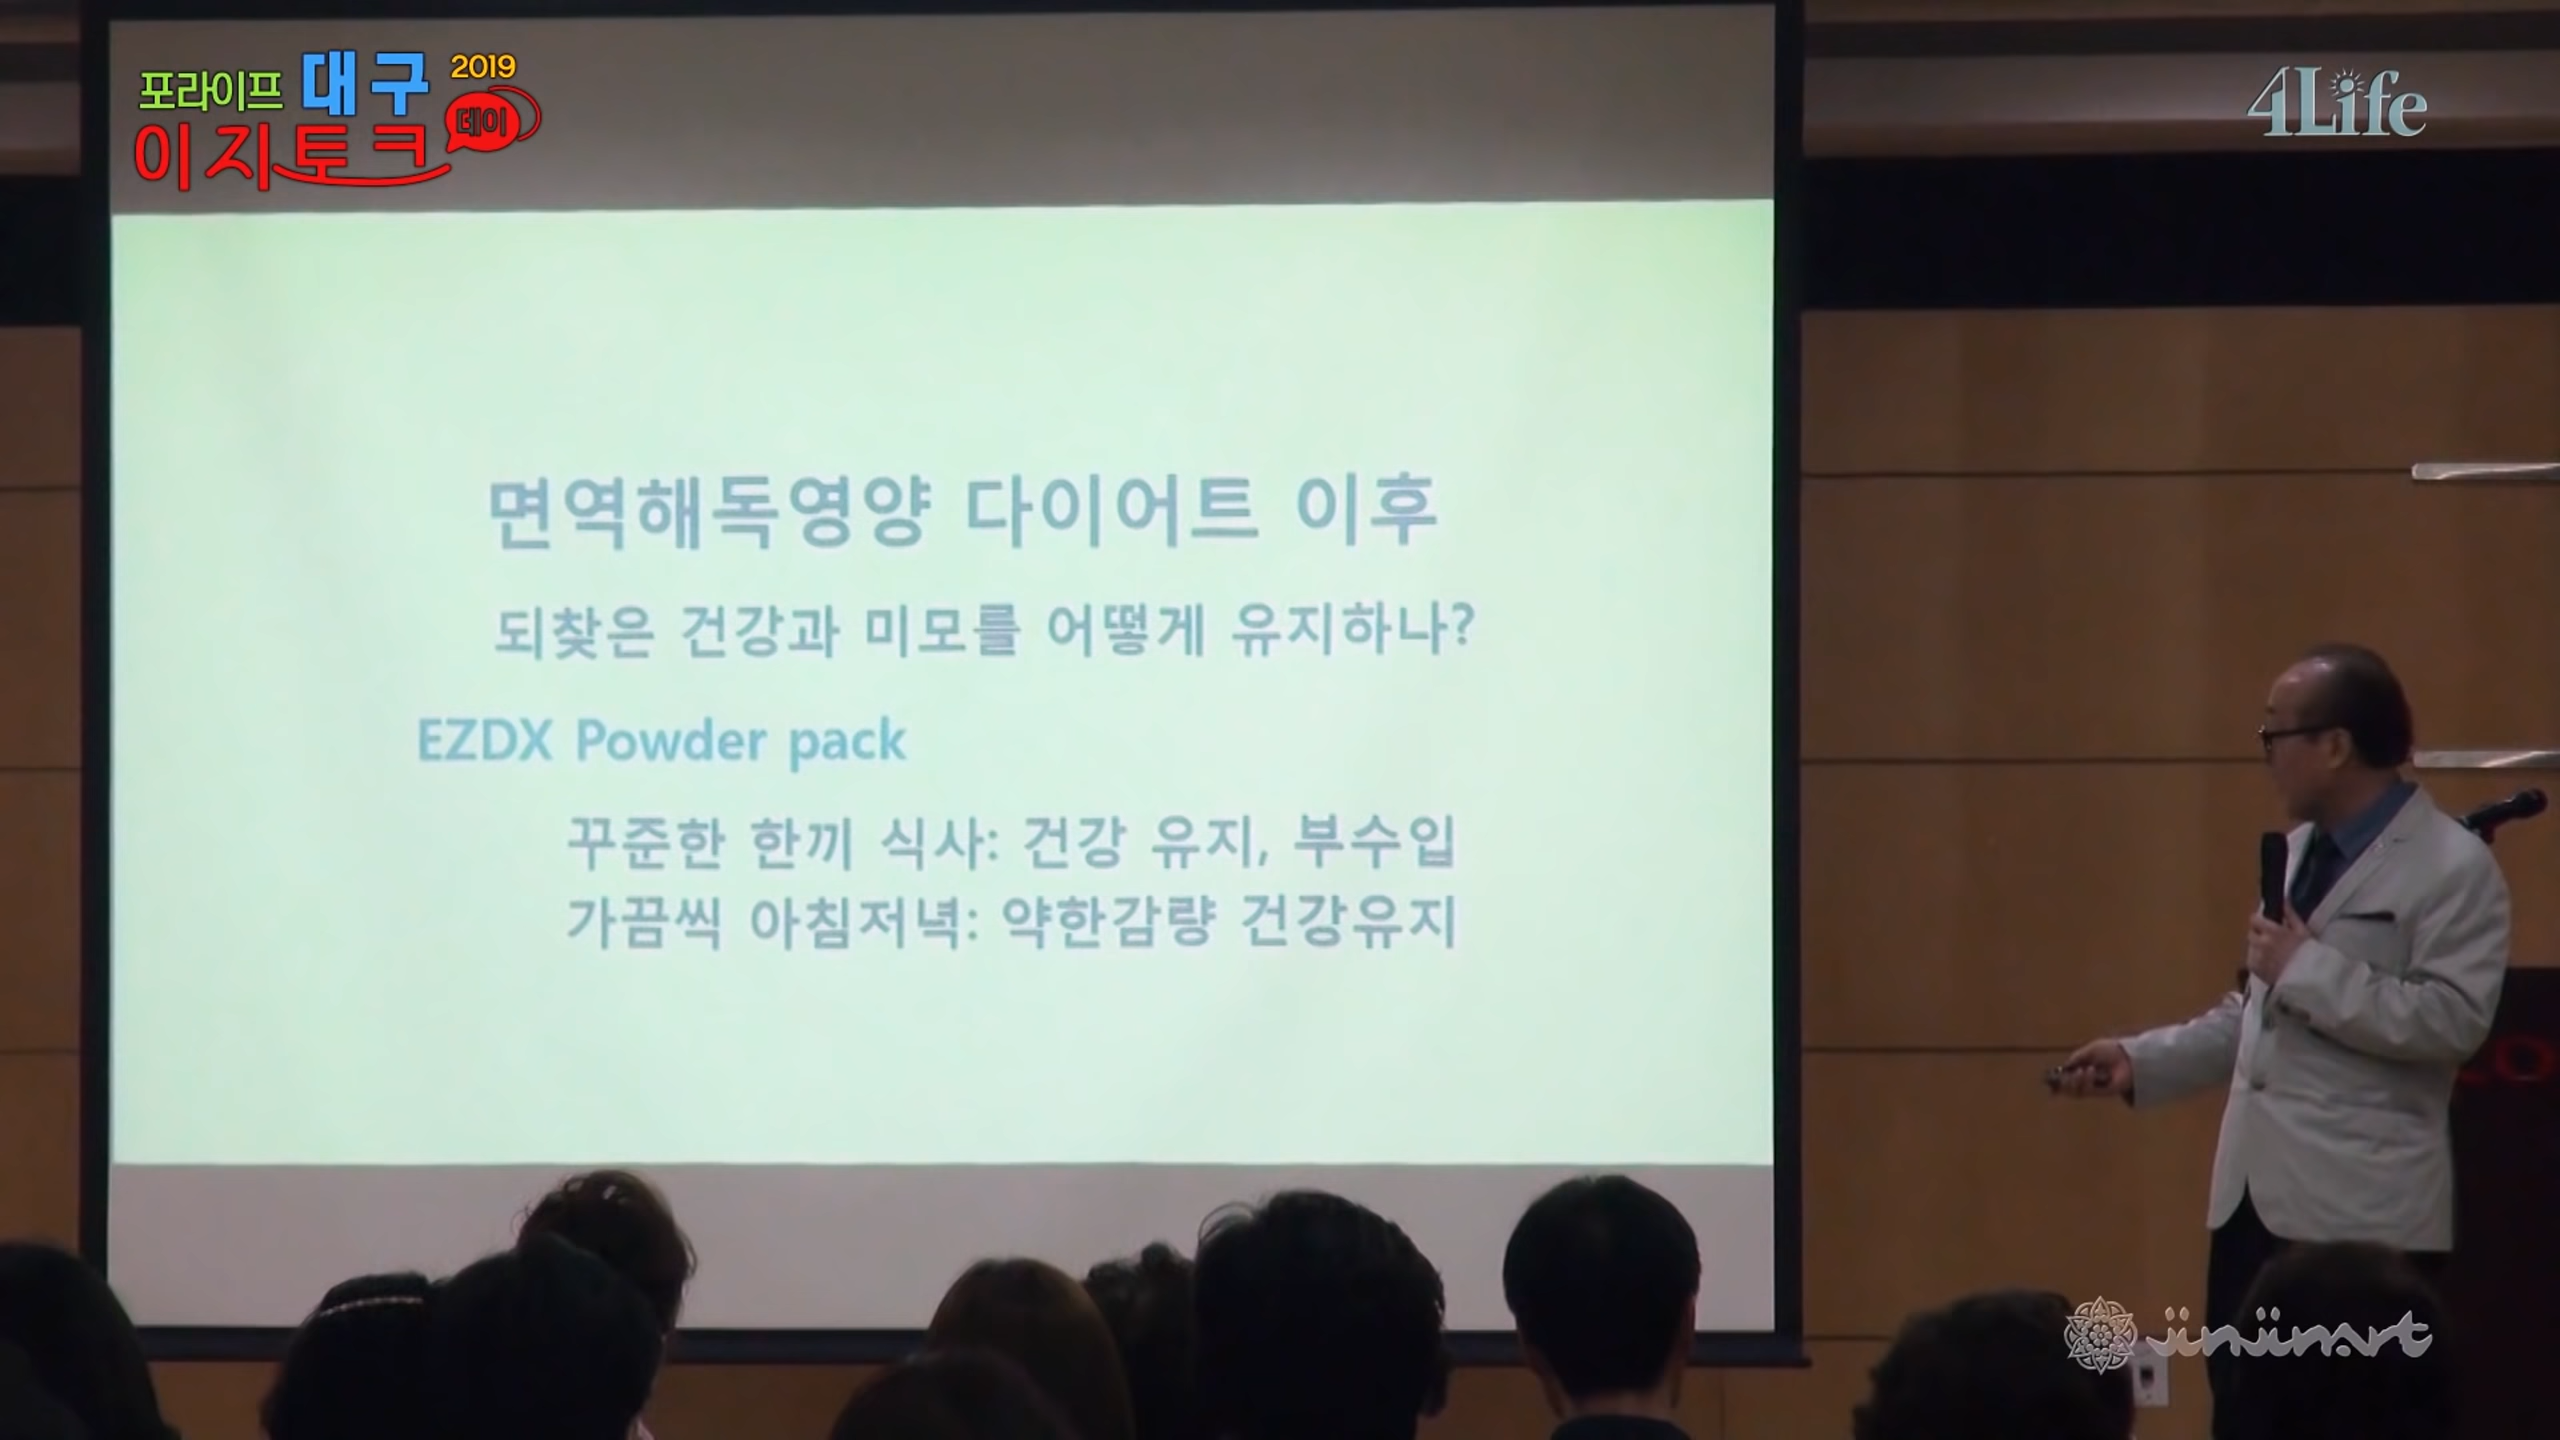 포라이프 대구 2019
이지토크 데이
4Life
면역해독영양 다이어트 이후
되찾은 건강과 미모를 어떻게 유지하나?
EZDX Powder pack
꾸준한 한끼 식사: 건강 유지, 부수입
가끔씩 아침저녁: 약한감량 건강유지
jinjinart